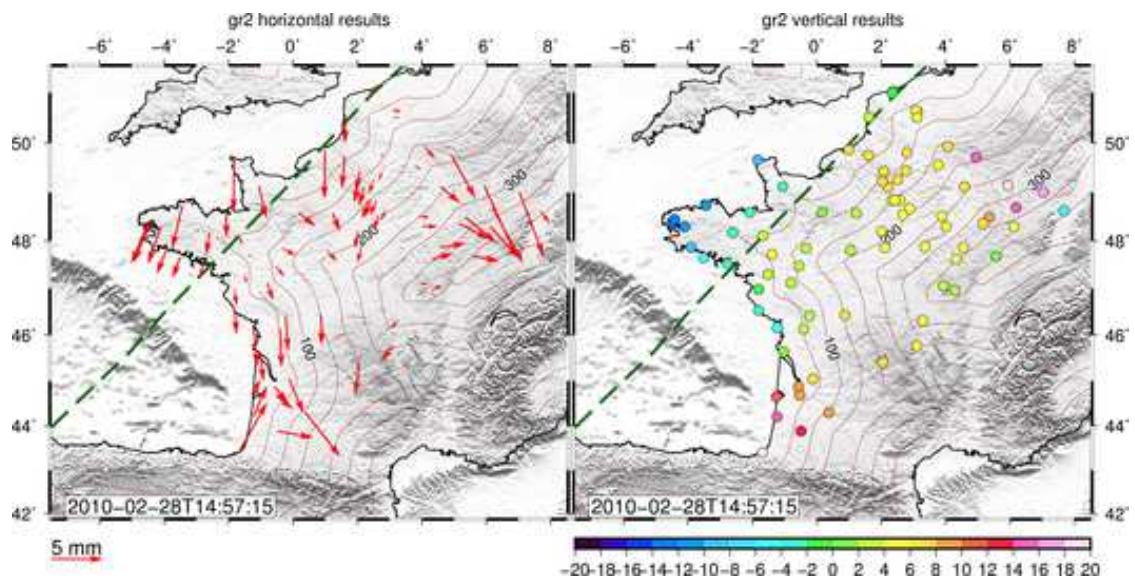 gr2 horizontal results
gr2 vertical results
−6˚ −4˚ −2˚ 0˚ 2˚ 4˚ 6˚ 8˚
−6˚ −4˚ −2˚ 0˚ 2˚ 4˚ 6˚ 8˚
50˚ 50˚
300 300
48˚ 48˚
200 200
46˚ 46˚
100 100
44˚ 44˚
42˚ 42˚
2010−02−28T14:57:15
2010−02−28T14:57:15
5 mm
−20−18−16−14−12−10 −8 −6 −4 −2 0 2 4 6 8 10 12 14 16 18 20